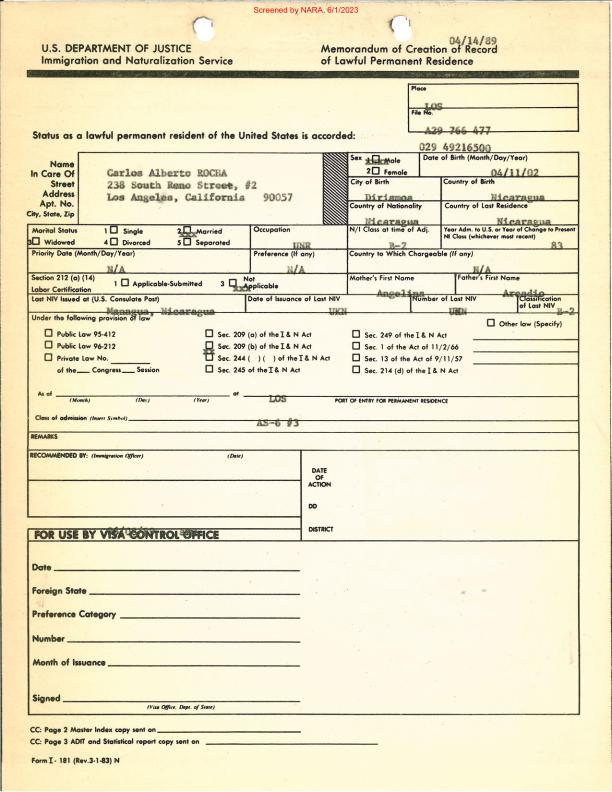 Screened by NARA, 6/1/2023
04/14/89
U.S. DEPARTMENT OF JUSTICE
Immigration and Naturalization Service
Memorandum of Creation of Record
of Lawful Permanent Residence
Place
LOS
File No.
A29 766 477
Status as a lawful permanent resident of the United States is accorded:
029 49216500
Name
In Care Of
Street
Address
Apt. No.
City, State, Zip
Carlos Alberto ROCHA
238 South Reno Street, #2
Los Angeles, California 90057
Sex 1 Male
2 Female
Date of Birth (Month/Day/Year)
04/11/02
City of Birth
Diriamoa
Country of Birth
Nicaragua
Country of Nationality
Nicaragua
Country of Last Residence
Nicaragua
Marital Status 1 Single 2 Married
3 Widowed 4 Divorced 5 Separated
XXX
Occupation
UNR
N/I Class at time of Adj.
B-2
Year Adm. to U.S. or Year of Change to Present
NI Class (whichever most recent)
83
Priority Date (Month/Day/Year)
N/A
Preference (If any)
N/A
Country to Which Chargeable (If any)
N/A
Section 212 (a) (14)
Labor Certification
1 Applicable-Submitted 3 Not
Applicable
XXX
Mother's First Name
Angelina
Father's First Name
Arcadio
Last NIV Issued at (U.S. Consulate Post)
Managua, Nicaragua
Date of Issuance of Last NIV
UKN
Number of Last NIV
UKN
Classification
of Last NIV
B-2
Under the following provision of law
Other law (Specify)
Public Law 95-412
Public Law 96-212
Private Law No.
of the Congress Session
Sec. 209 (a) of the I & N Act
Sec. 209 (b) of the I & N Act
XX
Sec. 244 ( ) ( ) of the I & N Act
Sec. 245 of the I & N Act
Sec. 249 of the I & N Act
Sec. 1 of the Act of 11/2/66
Sec. 13 of the Act of 9/11/57
Sec. 214 (d) of the I & N Act
As of at LOS
(Month) (Day) (Year) PORT OF ENTRY FOR PERMANENT RESIDENCE
Class of admission (Insert Symbol)
AS-6 #3
REMARKS
RECOMMENDED BY: (Immigration Officer) (Date)
DATE
OF
ACTION
DD
DISTRICT
FOR USE BY VISA CONTROL OFFICE
Date
Foreign State
Preference Category
Number
Month of Issuance
Signed
(Visa Office, Dept. of State)
CC: Page 2 Master Index copy sent on
CC: Page 3 ADIT and Statistical report copy sent on
Form I - 181 (Rev.3-1-83) N